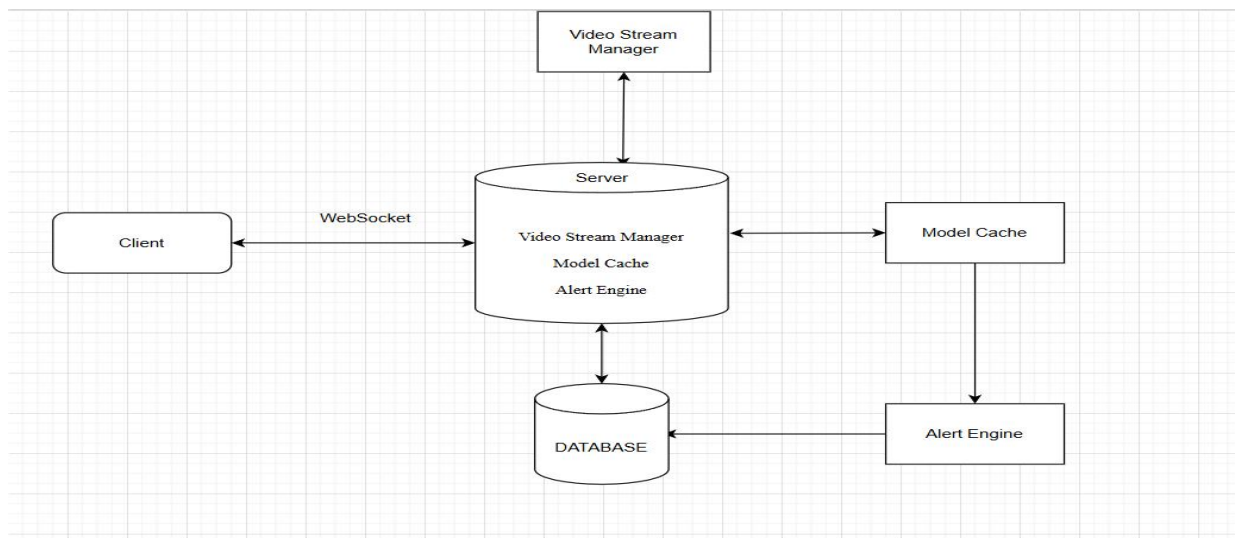 Video Stream
Manager
Server
WebSocket
Client
Video Stream Manager
Model Cache
Alert Engine
Model Cache
DATABASE
Alert Engine